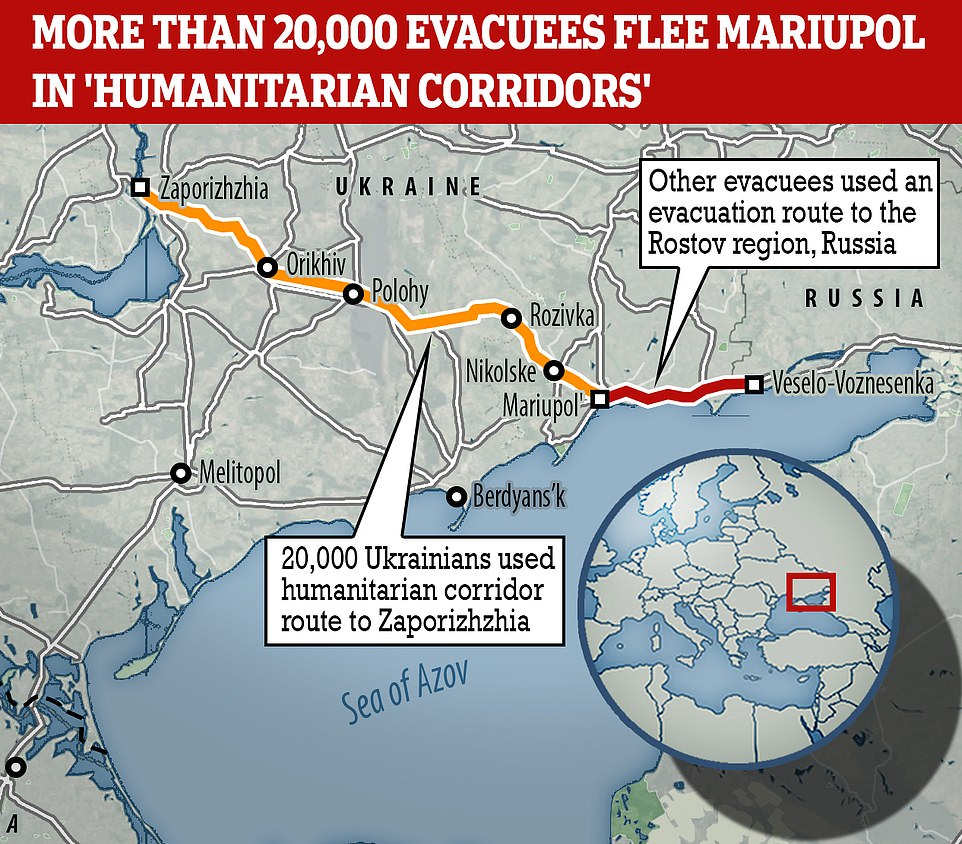 MORE THAN 20,000 EVACUEES FLEE MARIUPOL
IN 'HUMANITARIAN CORRIDORS'
Zaporizhzhia
UKRAINE
Other evacuees used an
evacuation route to the
Rostov region, Russia
Orikhiv
Polohy
RUSSIA
Rozivka
Nikolske
Mariupol'
Veselo-Voznesenka
Melitopol
Berdyans'k
20,000 Ukrainians used
humanitarian corridor
route to Zaporizhzhia
Sea of Azov
A